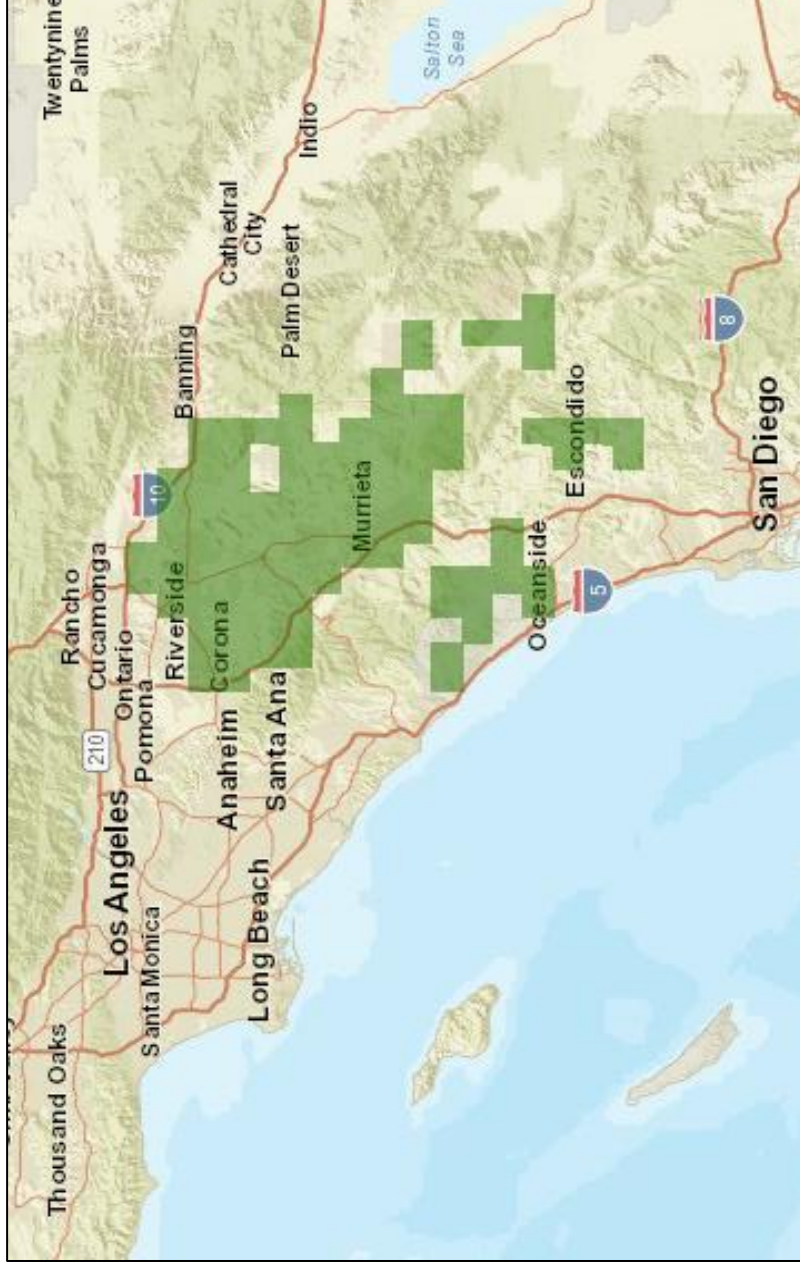 Thousand Oaks
Twentynine
Palms
Rancho
Cucamonga
210
Los Angeles
Ontario
Pomona
Santa Monica
10
Riverside
Banning
Corona
Anaheim
Cathedral
City
Long Beach
Santa Ana
Palm Desert
Indio
Murrieta
Salton
Sea
Oceanside
Escondido
5
8
San Diego